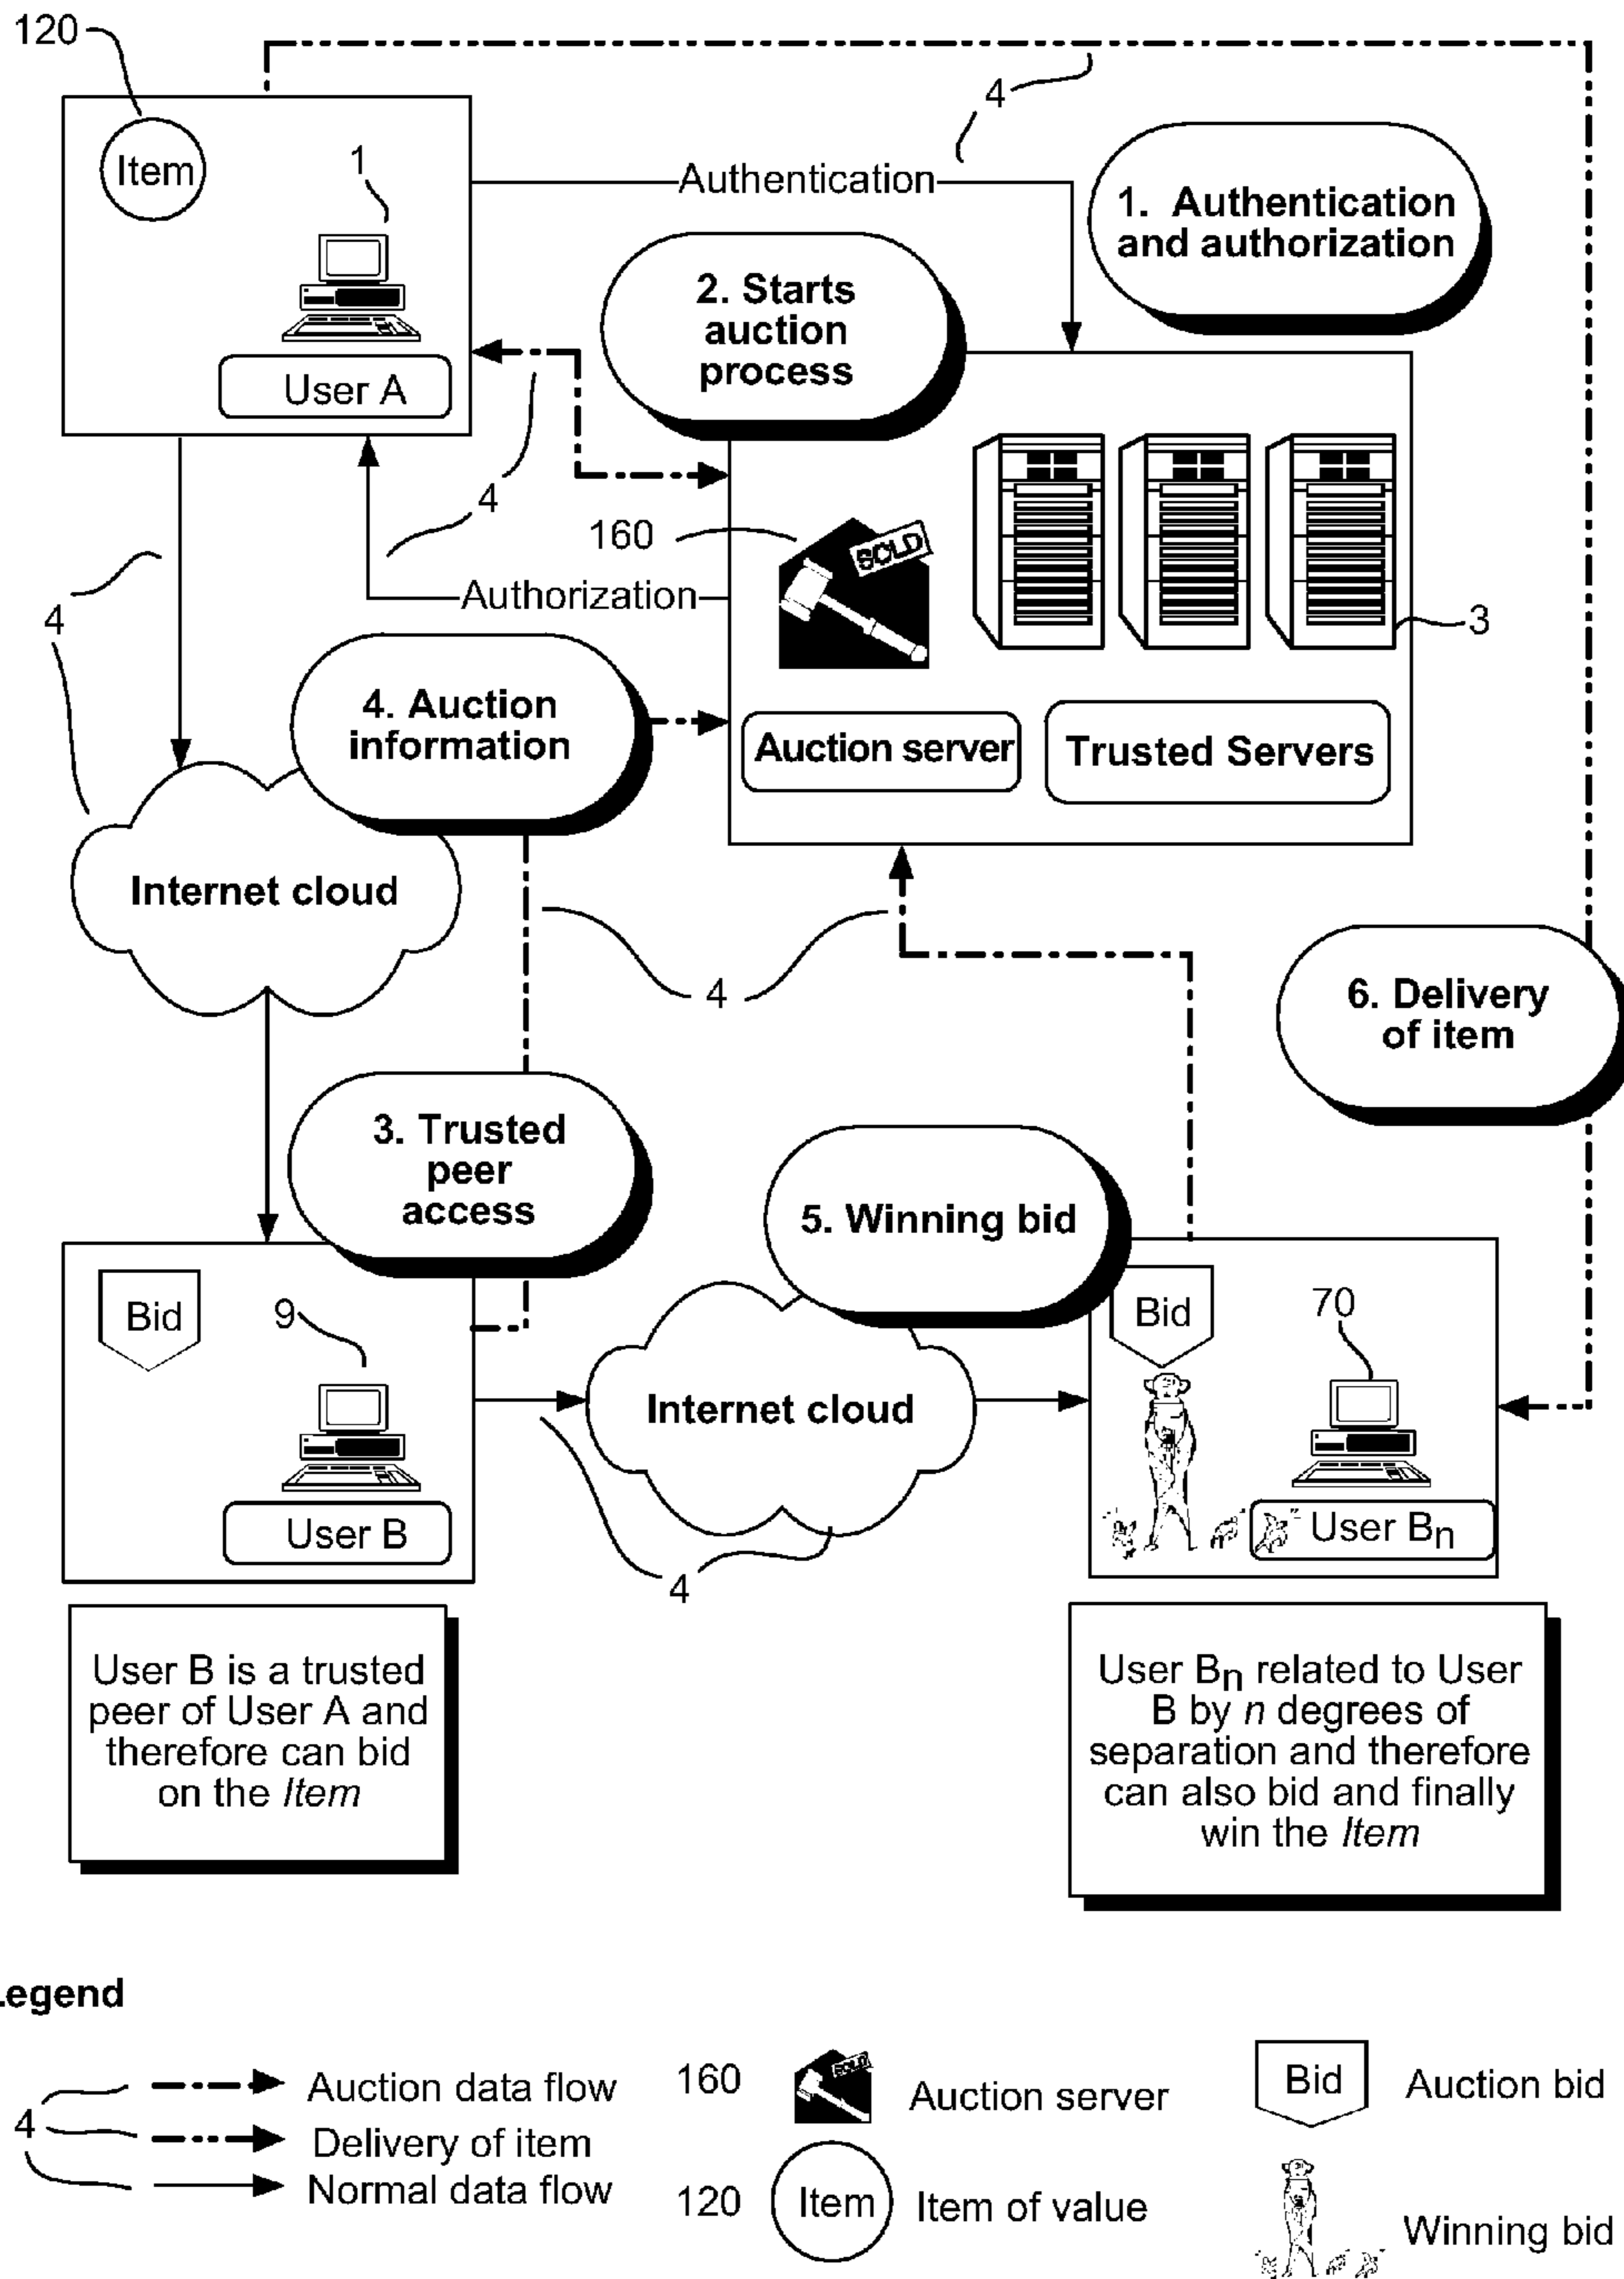 120
4
Item
1
Authentication
1. Authentication
and authorization
2. Starts
auction
process
User A
4
160
SOLD
Authorization
3
4
4. Auction
information
Auction server
Trusted Servers
Internet cloud
4
6. Delivery
of item
3. Trusted
peer
access
5. Winning bid
Bid
9
Bid
70
Internet cloud
User B
User Bn
4
User B is a trusted
peer of User A and
therefore can bid
on the Item
User Bn related to User
B by n degrees of
separation and therefore
can also bid and finally
win the Item
Legend
4
Auction data flow
Delivery of item
Normal data flow
160
SOLD
Auction server
120
Item
Item of value
Bid
Auction bid
Winning bid